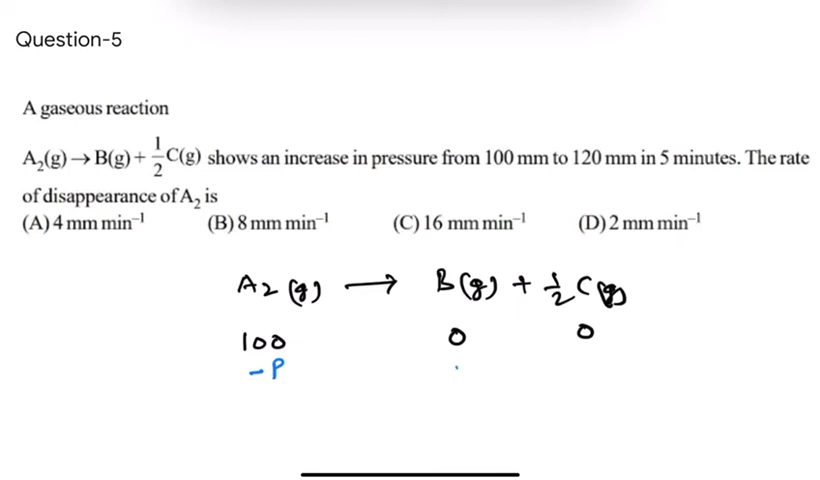 Question-5
A gaseous reaction
A₂(g) → B(g) + 1/2 C(g) shows an increase in pressure from 100 mm to 120 mm in 5 minutes. The rate
of disappearance of A₂ is
(A) 4 mm min⁻¹ (B) 8 mm min⁻¹ (C) 16 mm min⁻¹ (D) 2 mm min⁻¹
A₂ (g) → B(g) + 1/2 C(g)
100 0 0
-P